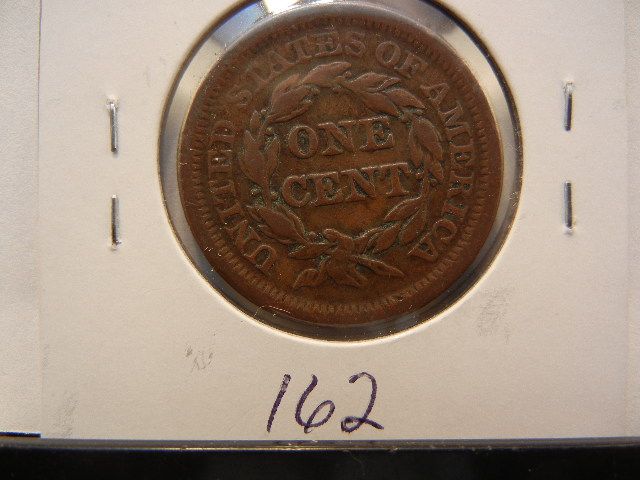 UNITED STATES OF AMERICA
ONE
CENT
162